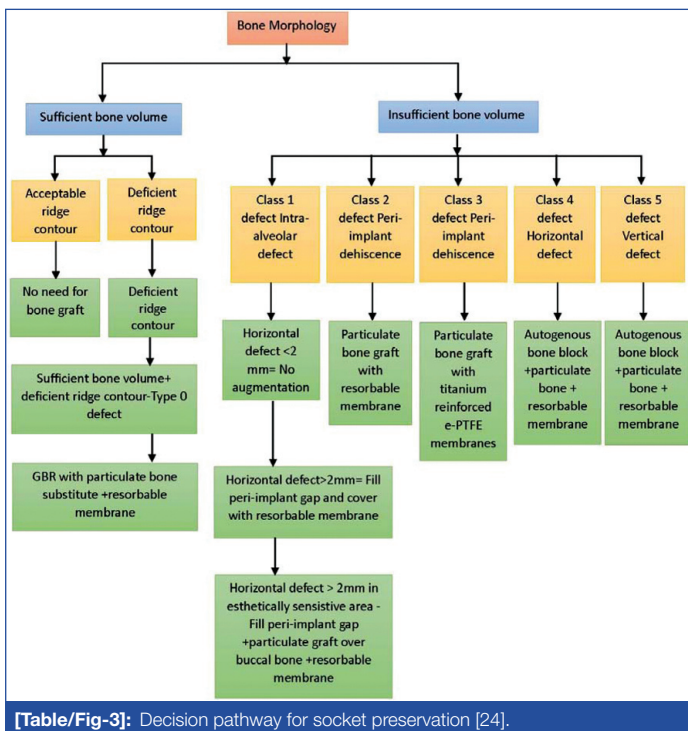 Bone Morphology
Sufficient bone volume
Insufficient bone volume
Acceptable
ridge
contour
Deficient
ridge
contour
Class 1
defect Intra-
alveolar
defect
Class 2
defect Peri-
implant
dehiscence
Class 3
defect Peri-
implant
dehiscence
Class 4
defect
Horizontal
defect
Class 5
defect
Vertical
defect
No need for
bone graft
Deficient
ridge
contour
Horizontal
defect <2
mm= No
augmentation
Particulate
bone graft
with
resorbable
membrane
Particulate
bone graft
with
titanium
reinforced
e-PTFE
membranes
Autogenous
bone block
+particulate
bone +
resorbable
membrane
Autogenous
bone block
+particulate
bone +
resorbable
membrane
Sufficient bone volume+
deficient ridge contour-Type 0
defect
GBR with particulate bone
substitute +resorbable
membrane
Horizontal defect>2mm= Fill
peri-implant gap and cover
with resorbable membrane
Horizontal defect > 2mm in
esthetically sensistive area -
Fill peri-implant gap
+particulate graft over
buccal bone +resorbable
membrane
[Table/Fig-3]: Decision pathway for socket preservation [24].